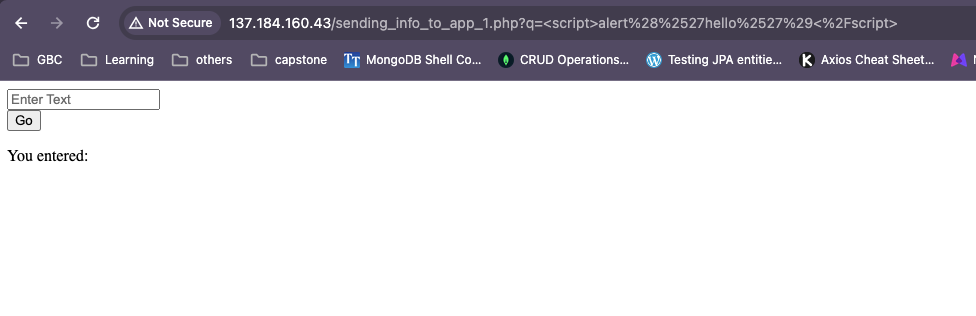 Not Secure 137.184.160.43/sending_info_to_app_1.php?q=<script>alert%28%2527hello%2527%29<%2Fscript>
GBC Learning others capstone TT MongoDB Shell Co... CRUD Operations... Testing JPA entitie... K Axios Cheat Sheet... M
Enter Text
Go
You entered: